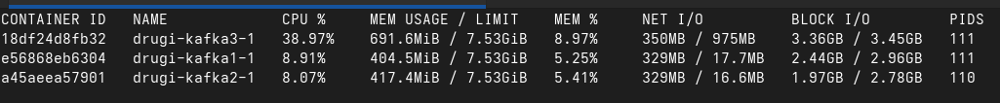 CONTAINER ID   NAME             CPU %     MEM USAGE / LIMIT     MEM %     NET I/O           BLOCK I/O         PIDS
18df24d8fb32   drugi-kafka3-1   38.97%    691.6MiB / 7.53GiB    8.97%     350MB / 975MB     3.36GB / 3.45GB   111
e56868eb6304   drugi-kafka1-1   8.91%     404.5MiB / 7.53GiB    5.25%     329MB / 17.7MB    2.44GB / 2.96GB   111
a45aeea57901   drugi-kafka2-1   8.07%     417.4MiB / 7.53GiB    5.41%     329MB / 16.6MB    1.97GB / 2.78GB   110